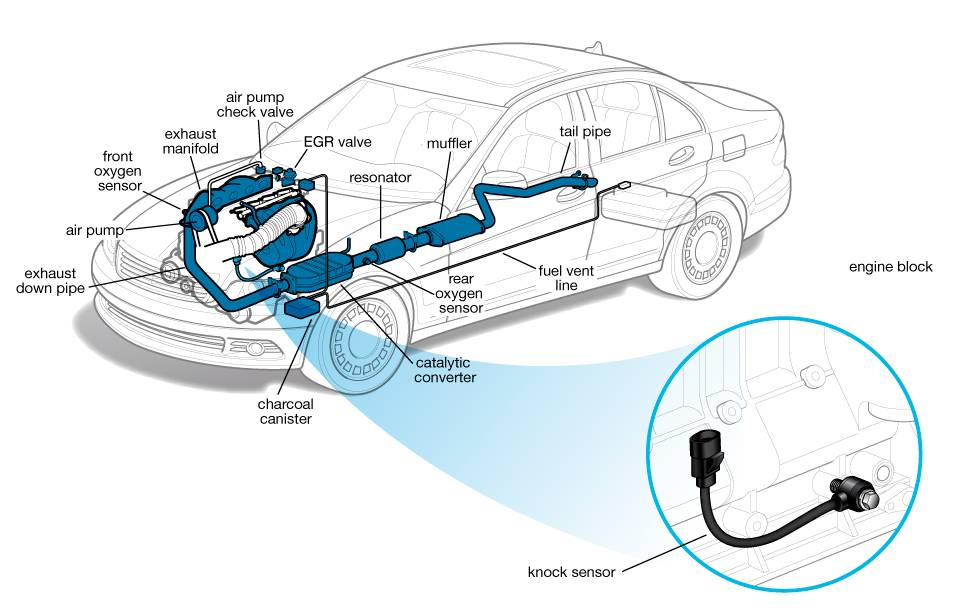 air pump
check valve
exhaust
manifold
EGR valve
muffler
tail pipe
front
oxygen
sensor
resonator
air pump
exhaust
down pipe
rear
oxygen
sensor
fuel vent
line
engine block
catalytic
converter
charcoal
canister
knock sensor